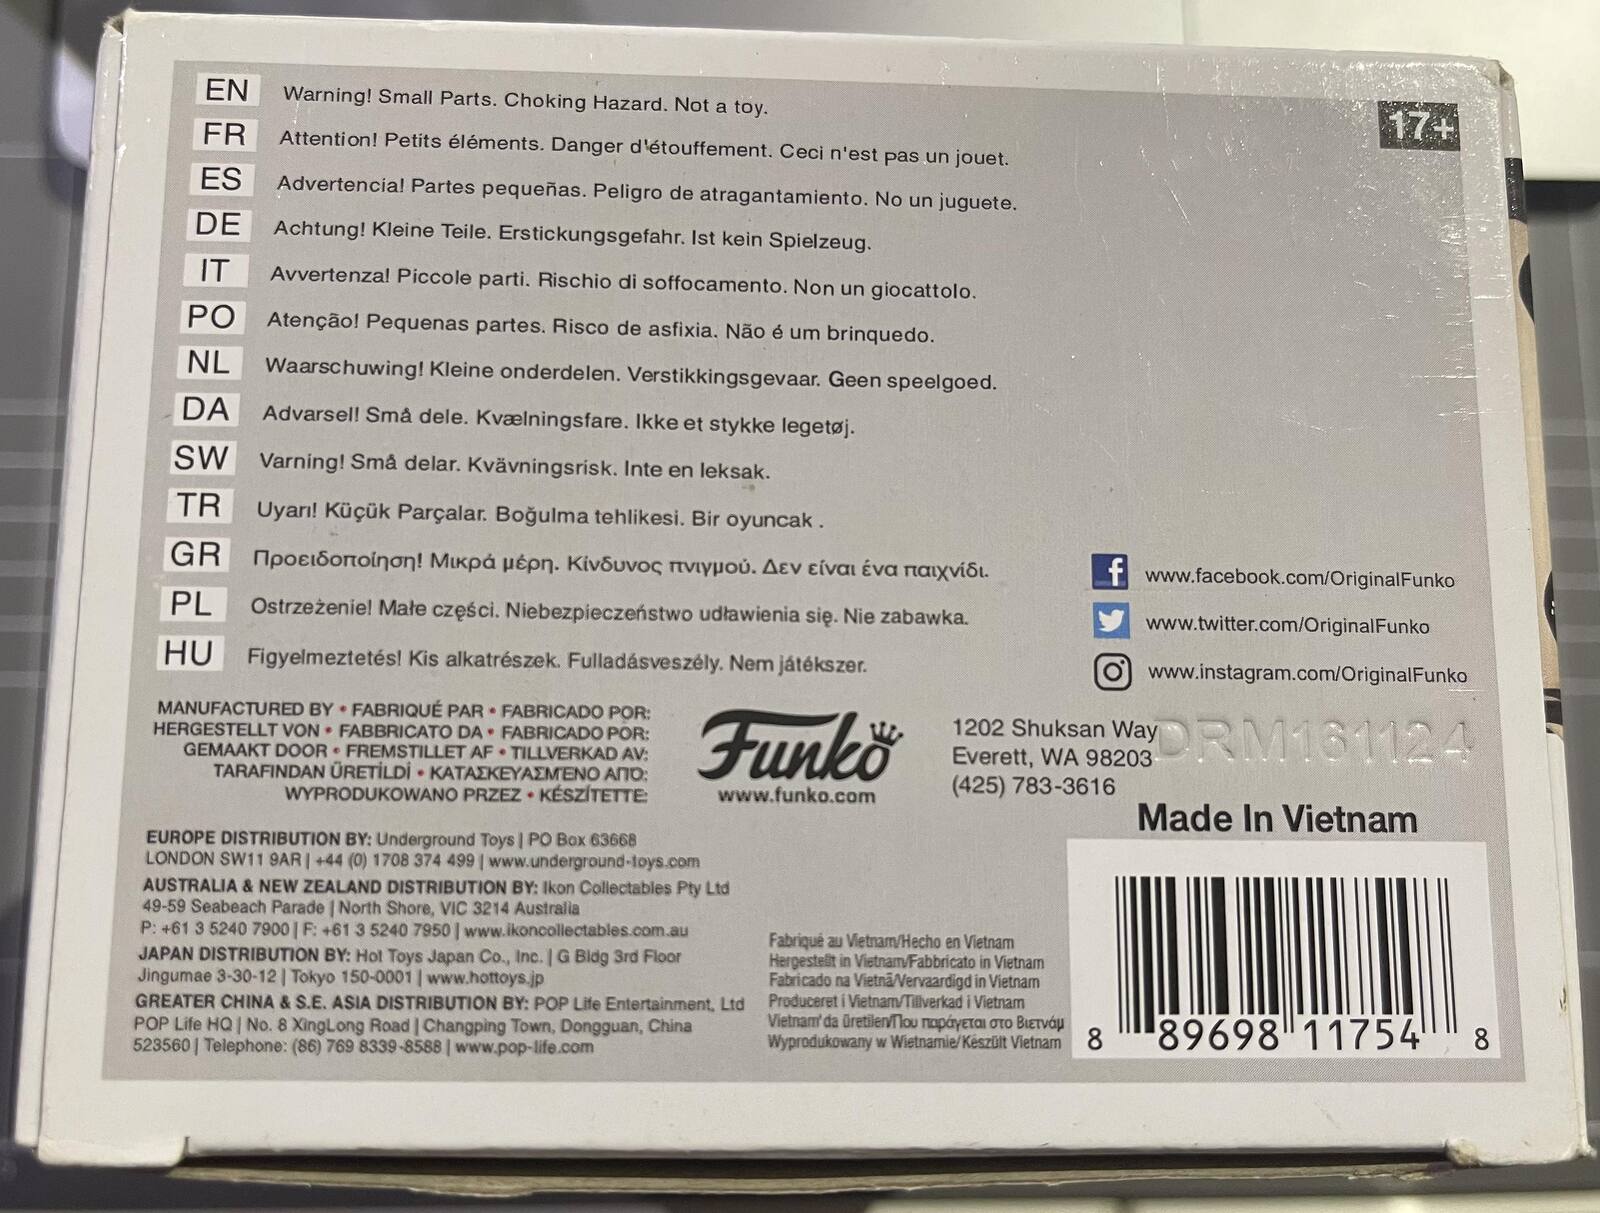 EN Warning! Small Parts. Choking Hazard. Not a toy.
17+
FR Attention! Petits éléments. Danger d'étouffement. Ceci n'est pas un jouet.
ES Advertencia! Partes pequeñas. Peligro de atragantamiento. No un juguete.
DE Achtung! Kleine Teile. Erstickungsgefahr. Ist kein Spielzeug.
IT Avvertenza! Piccole parti. Rischio di soffocamento. Non un giocattolo.
PO Atenção! Pequenas partes. Risco de asfixia. Não é um brinquedo.
NL Waarschuwing! Kleine onderdelen. Verstikkingsgevaar. Geen speelgoed.
DA Advarsel! Små dele. Kvælningsfare. Ikke et stykke legetøj.
SW Varning! Små delar. Kvävningsrisk. Inte en leksak.
TR Uyarı! Küçük Parçalar. Boğulma tehlikesi. Bir oyuncak .
GR Προειδοποίηση! Μικρά μέρη. Κίνδυνος πνιγμού. Δεν είναι ένα παιχνίδι.
PL Ostrzeżenie! Małe części. Niebezpieczeństwo udławienia się. Nie zabawka.
HU Figyelmeztetés! Kis alkatrészek. Fulladásveszély. Nem játékszer.
www.facebook.com/OriginalFunko
www.twitter.com/OriginalFunko
www.instagram.com/OriginalFunko
MANUFACTURED BY • FABRIQUÉ PAR • FABRICADO POR:
HERGESTELLT VON • FABBRICATO DA • FABRICADO POR:
GEMAAKT DOOR • FREMSTILLET AF • TILLVERKAD AV:
TARAFINDAN ÜRETİLDİ • ΚΑΤΑΣΚΕΥΑΣΜΈΝΟ ΑΠΌ:
WYPRODUKOWANO PRZEZ • KÉSZÍTETTE:
Funko
www.funko.com
1202 Shuksan Way
Everett, WA 98203
(425) 783-3616
DRM161124
Made In Vietnam
EUROPE DISTRIBUTION BY: Underground Toys | PO Box 63668
LONDON SW11 9AR | +44 (0) 1708 374 499 | www.underground-toys.com
AUSTRALIA & NEW ZEALAND DISTRIBUTION BY: Ikon Collectables Pty Ltd
49-59 Seabeach Parade | North Shore, VIC 3214 Australia
P: +61 3 5240 7900 | F: +61 3 5240 7950 | www.ikoncollectables.com.au
JAPAN DISTRIBUTION BY: Hot Toys Japan Co., Inc. | G Bldg 3rd Floor
Jingumae 3-30-12 | Tokyo 150-0001 | www.hottoys.jp
GREATER CHINA & S.E. ASIA DISTRIBUTION BY: POP Life Entertainment, Ltd
POP Life HQ | No. 8 XingLong Road | Changping Town, Dongguan, China
523560 | Telephone: (86) 769 8339-8588 | www.pop-life.com
Fabriqué au Vietnam/Hecho en Vietnam
Hergestellt in Vietnam/Fabbricato in Vietnam
Fabricado na Vietnã/Vervaardigd in Vietnam
Produceret i Vietnam/Tillverkad i Vietnam
Vietnam'da üretilen/Που παράγεται στο Βιετνάμ
Wyprodukowany w Wietnamie/Készült Vietnam
8 89698 11754 8